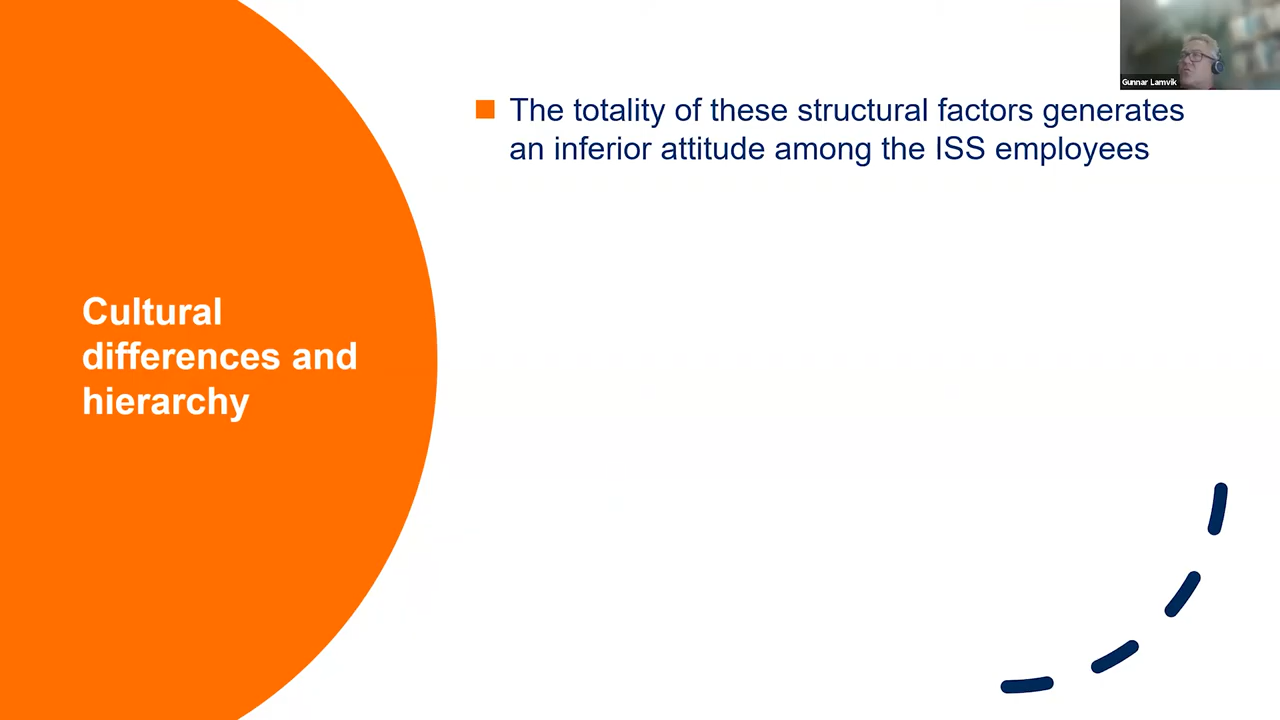 Gunnar Lamvik
The totality of these structural factors generates
an inferior attitude among the ISS employees
Cultural
differences and
hierarchy